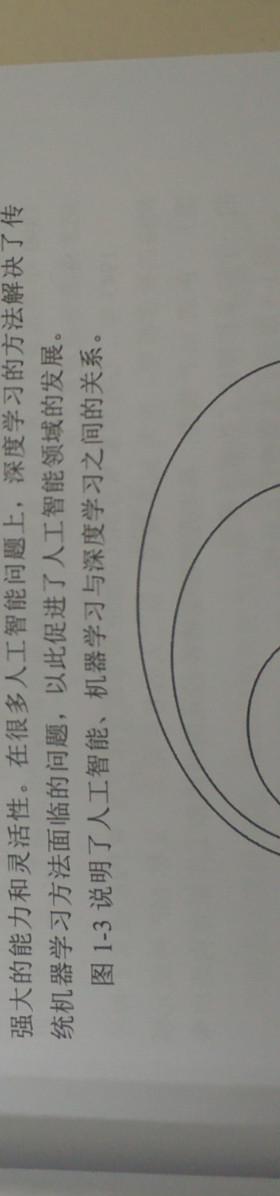 强大的能力和灵活性。在很多人工智能问题上，深度学习的方法解决了传
统机器学习方法面临的问题，以此促进了人工智能领域的发展。
图 1-3 说明了人工智能、机器学习与深度学习之间的关系。